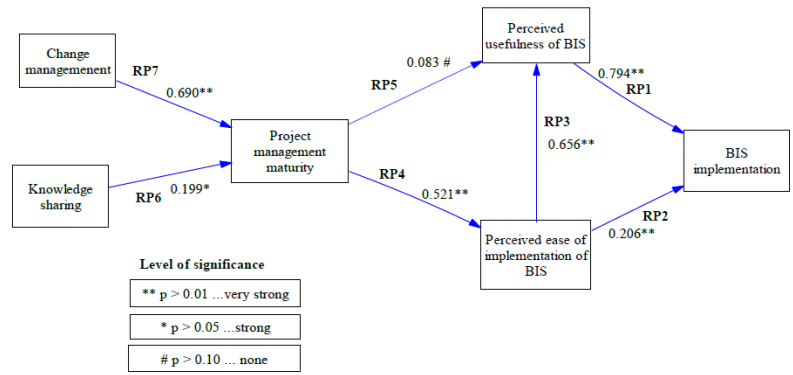 Change
managemenent
RP7
0.690**
Knowledge
sharing
RP6
0.199*
Project
management
maturity
RP5
0.083 #
RP4
0.521**
Perceived
usefulness of BIS
RP3
0.656**
Perceived ease of
implementation of
BIS
0.794**
RP1
RP2
0.206**
BIS
implementation
Level of significance
** p > 0.01 ...very strong
* p > 0.05 ...strong
# p > 0.10 ... none